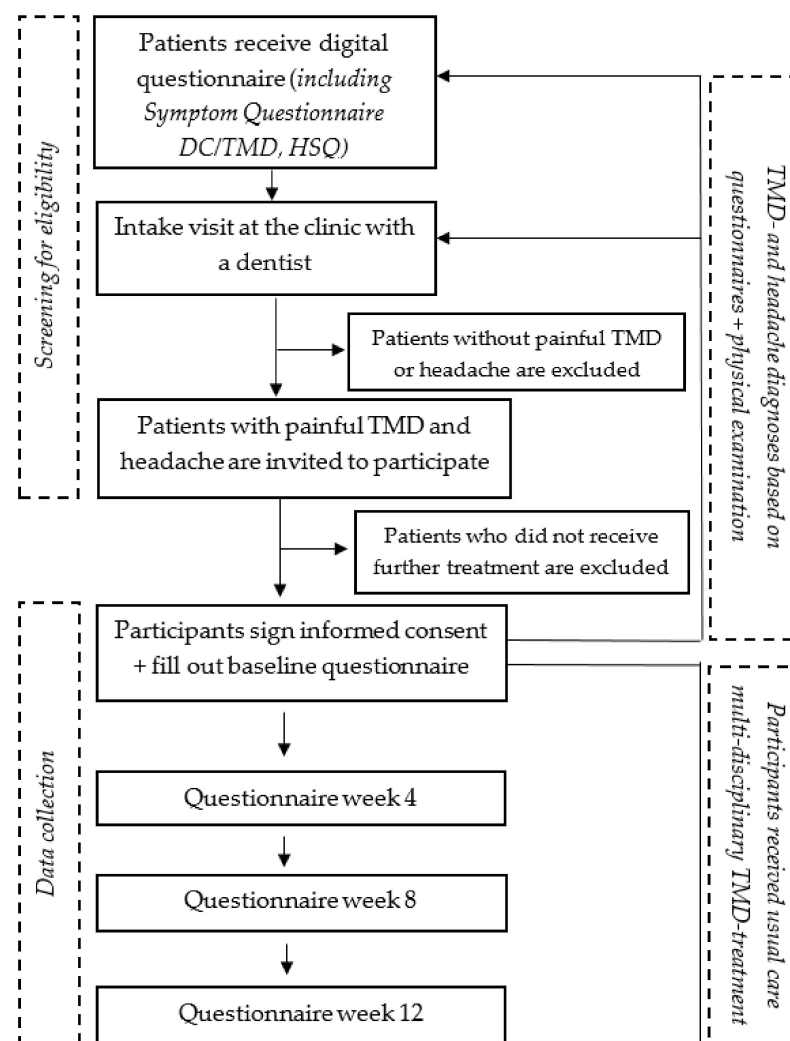 Patients receive digital
questionnaire (including
Symptom Questionnaire
DC/TMD, HSQ)
Intake visit at the clinic with
a dentist
Patients without painful TMD
or headache are excluded
Patients with painful TMD and
headache are invited to participate
Patients who did not receive
further treatment are excluded
Participants sign informed consent
+ fill out baseline questionnaire
Questionnaire week 4
Questionnaire week 8
Questionnaire week 12
Screening for eligibility
Data collection
TMD- and headache diagnoses based on
questionnaires + physical examination
Participants received usual care
multi-disciplinary TMD-treatment